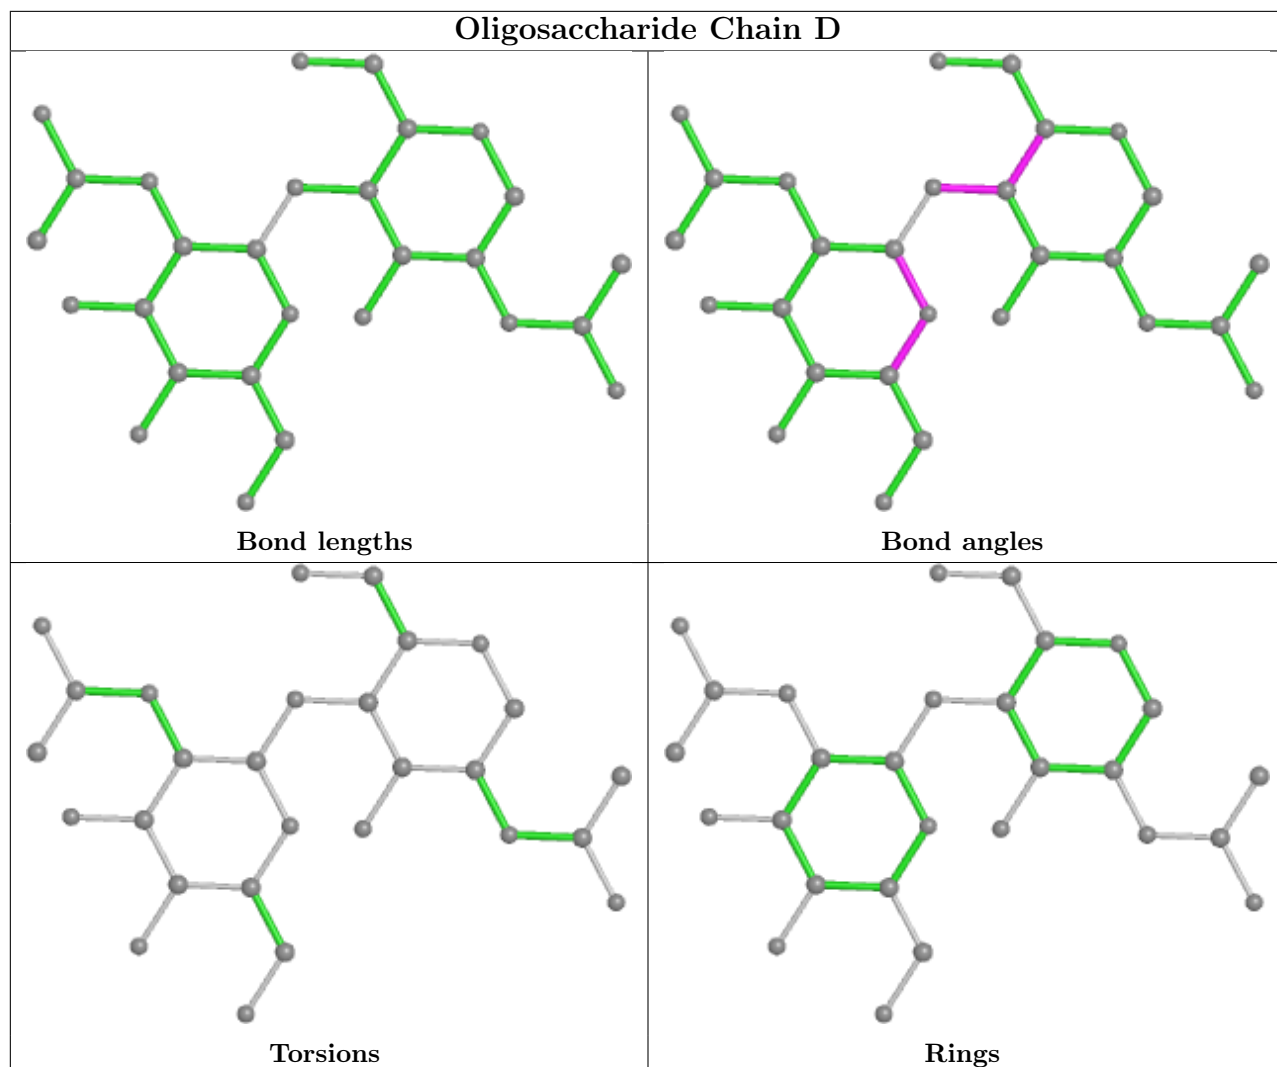 Oligosaccharide Chain D
Bond lengths
Bond angles
Torsions
Rings